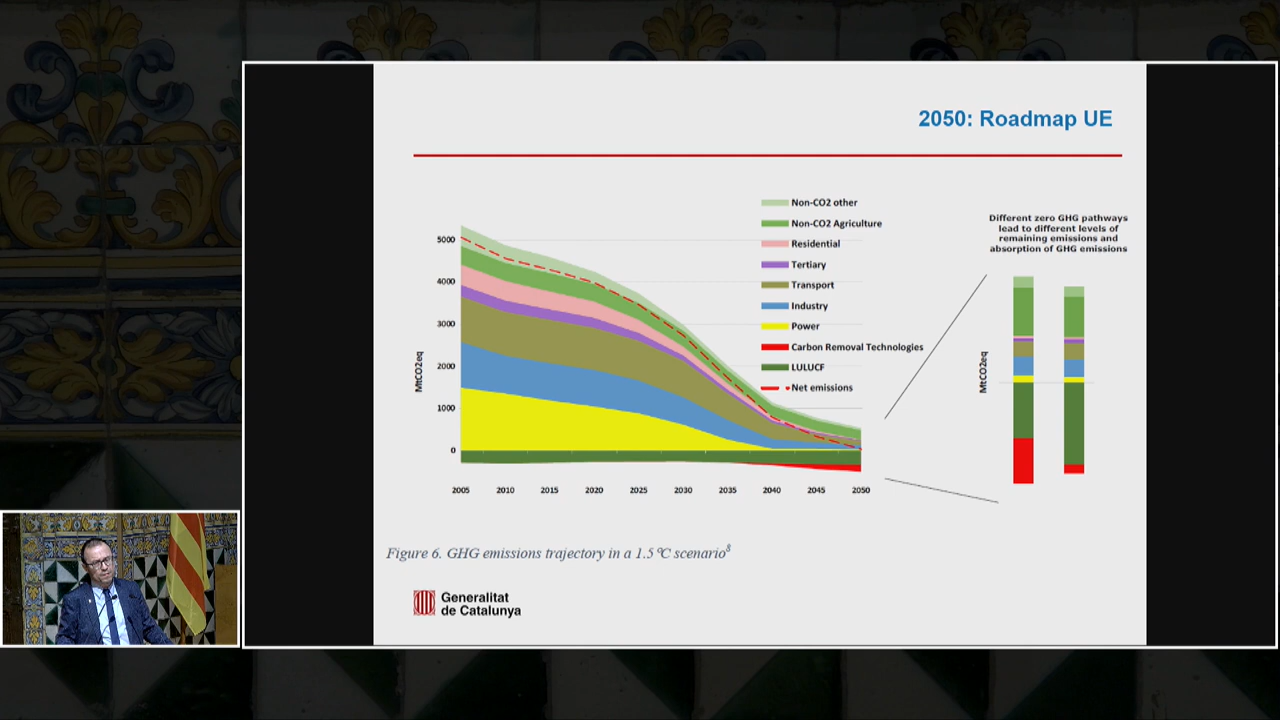 2050: Roadmap UE
Non-CO2 other
Non-CO2 Agriculture
Residential
Tertiary
Transport
Industry
Power
Carbon Removal Technologies
LULUCF
Net emissions
MtCO2eq
5000
4000
3000
2000
1000
0
2005 2010 2015 2020 2025 2030 2035 2040 2045 2050
Different zero GHG pathways
lead to different levels of
remaining emissions and
absorption of GHG emissions
MtCO2eq
Figure 6. GHG emissions trajectory in a 1.5 °C scenario⁸
Generalitat
de Catalunya